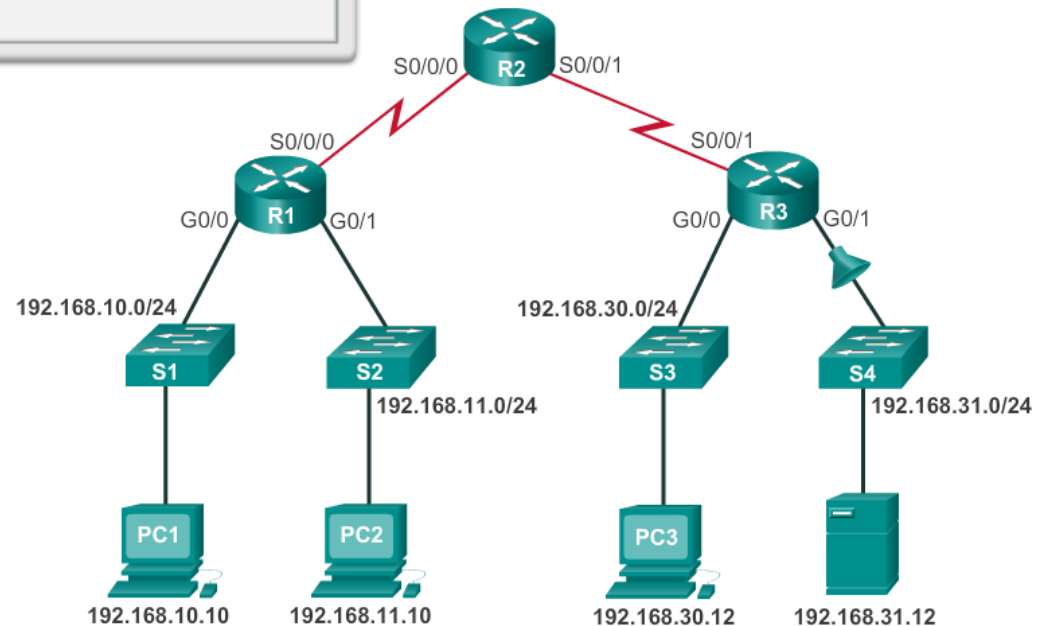 R2
S0/0/0
S0/0/1
S0/0/0
S0/0/1
R1
R3
G0/0
G0/1
G0/0
G0/1
192.168.10.0/24
192.168.30.0/24
S1
S2
S3
S4
192.168.11.0/24
192.168.31.0/24
PC1
PC2
PC3
192.168.10.10
192.168.11.10
192.168.30.12
192.168.31.12